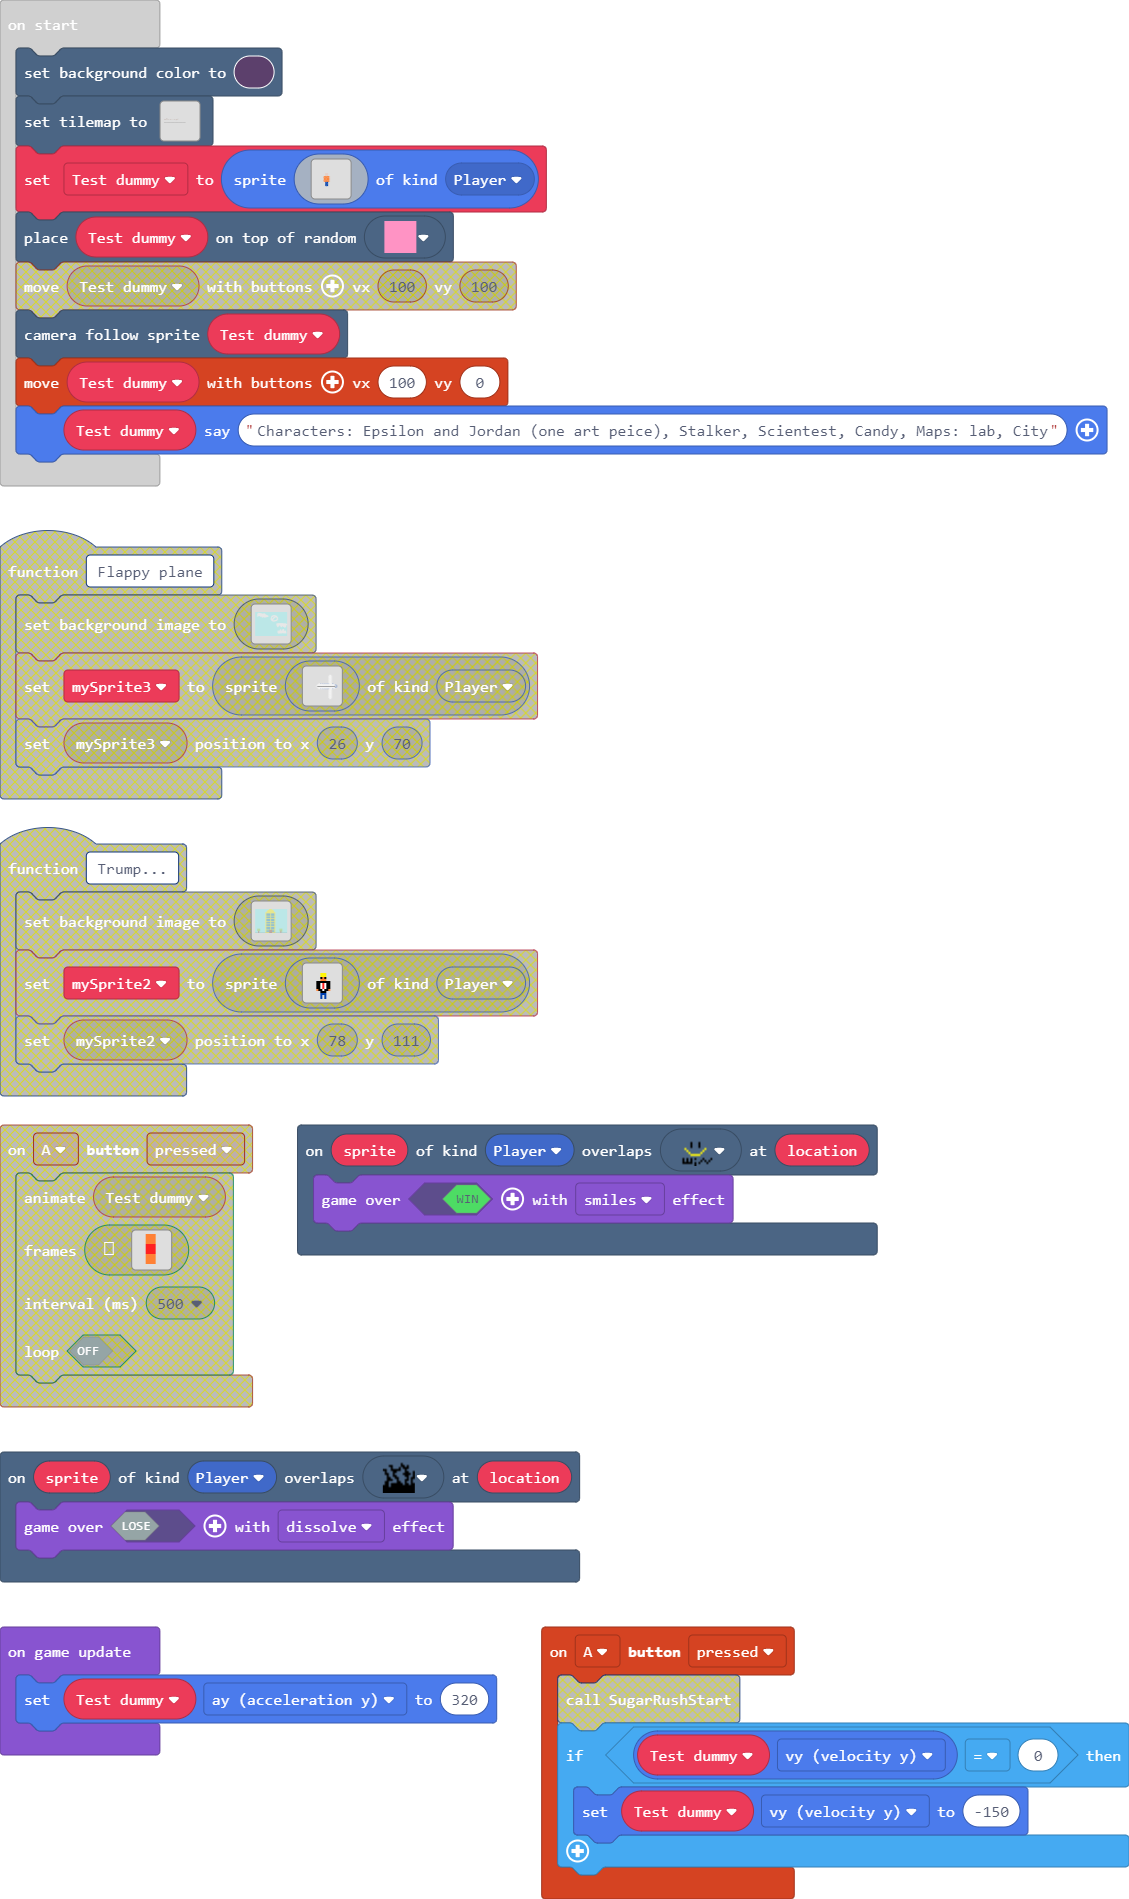 on start
set background color to
set tilemap to
set Test dummy to sprite of kind Player
place Test dummy on top of random
move Test dummy with buttons vx 100 vy 100
camera follow sprite Test dummy
move Test dummy with buttons vx 100 vy 0
Test dummy say "Characters: Epsilon and Jordan (one art peice), Stalker, Scientest, Candy, Maps: lab, City"
function Flappy plane
set background image to
set mySprite3 to sprite of kind Player
set mySprite3 position to x 26 y 70
function Trump...
set background image to
set mySprite2 to sprite of kind Player
set mySprite2 position to x 78 y 111
on A button pressed
animate Test dummy
frames
interval (ms) 500
loop OFF
on sprite of kind Player overlaps at location
game over WIN with smiles effect
on sprite of kind Player overlaps at location
game over LOSE with dissolve effect
on game update
set Test dummy ay (acceleration y) to 320
on A button pressed
call SugarRushStart
if Test dummy vy (velocity y) = 0 then
set Test dummy vy (velocity y) to -150